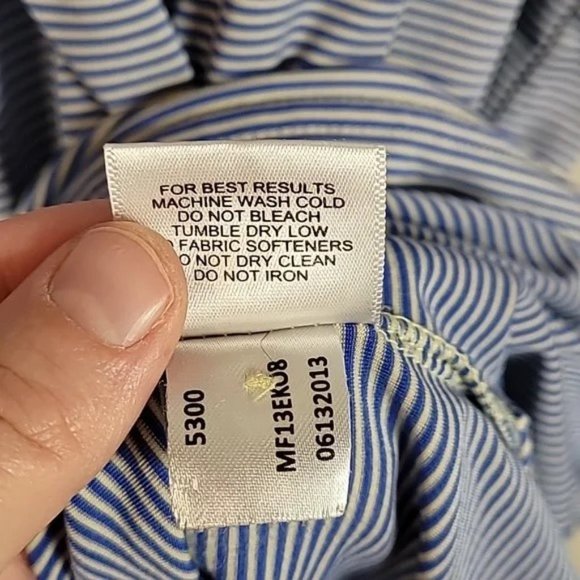 FOR BEST RESULTS
MACHINE WASH COLD
DO NOT BLEACH
TUMBLE DRY LOW
FABRIC SOFTENERS
NOT DRY CLEAN
DO NOT IRON
5300
MF13EK08
06132013